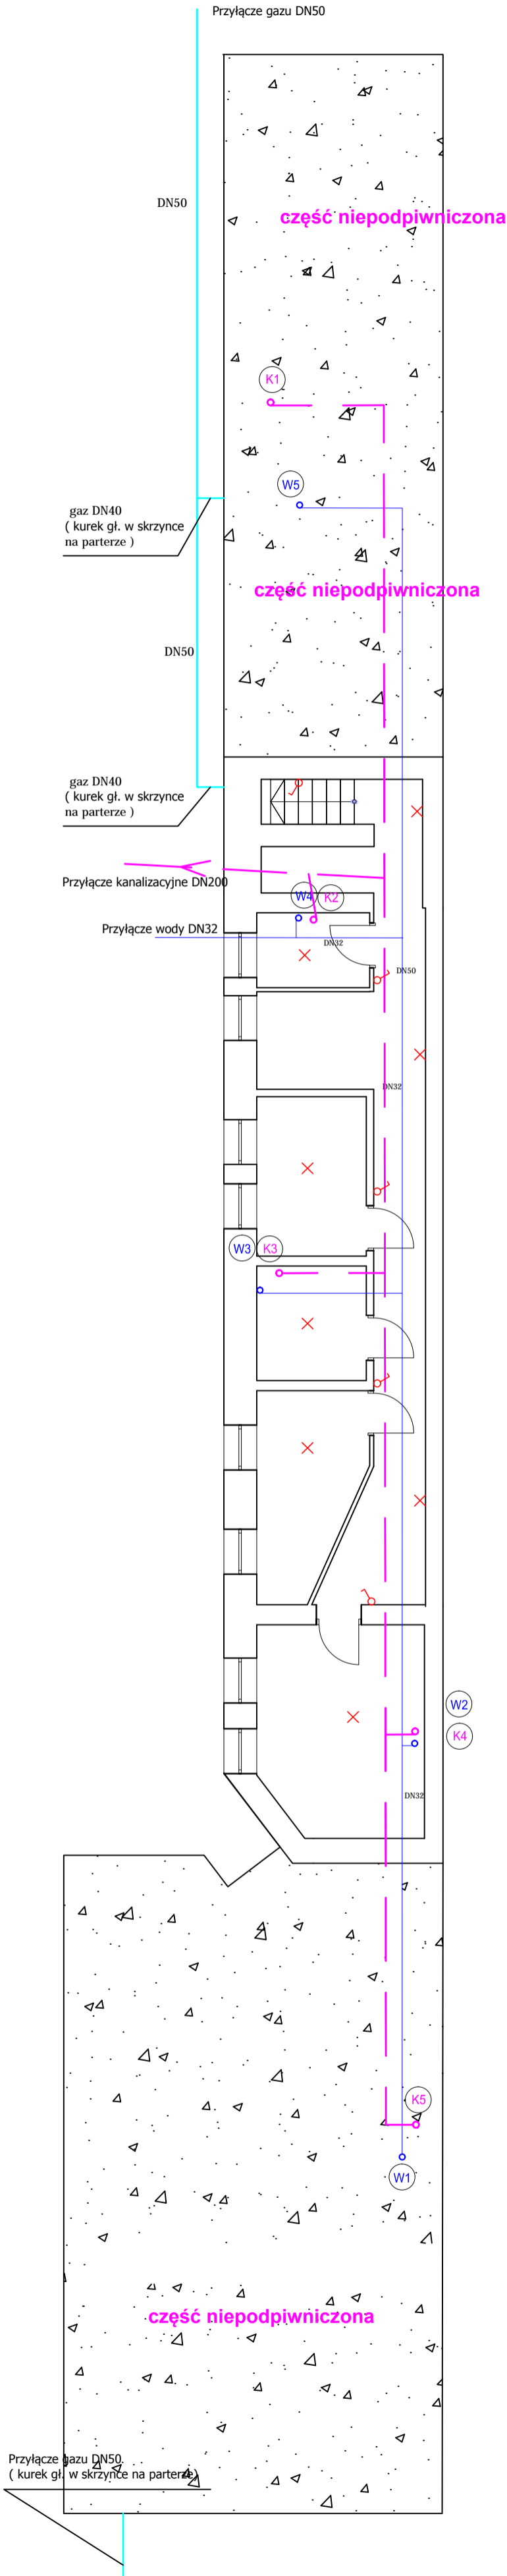 Przyłącze gazu DN50
DN50
część niepodpiwniczona
K1
W5
gaz DN40
( kurek gł. w skrzynce
na parterze )
część niepodpiwniczona
DN50
gaz DN40
( kurek gł. w skrzynce
na parterze )
Przyłącze kanalizacyjne DN200
W4
K2
Przyłącze wody DN32
DN32
DN50
DN32
W3
K3
W2
K4
DN32
K5
W1
część niepodpiwniczona
Przyłącze gazu DN50
( kurek gł. w skrzynce na parterze)